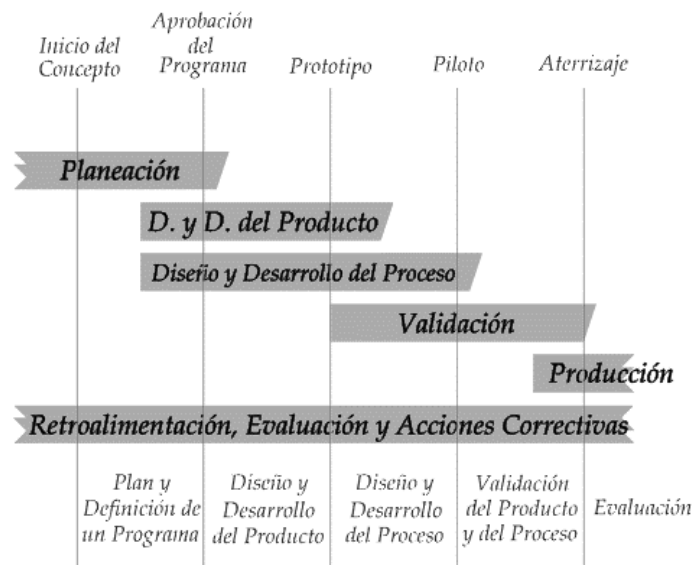 Inicio del
Concepto
Aprobación
del
Programa
Prototipo
Piloto
Aterrizaje
Planeación
D. y D. del Producto
Diseño y Desarrollo del Proceso
Validación
Producción
Retroalimentación, Evaluación y Acciones Correctivas
Plan y
Definición de
un Programa
Diseño y
Desarrollo
del Producto
Diseño y
Desarrollo
del Proceso
Validación
del Producto
y del Proceso
Evaluación